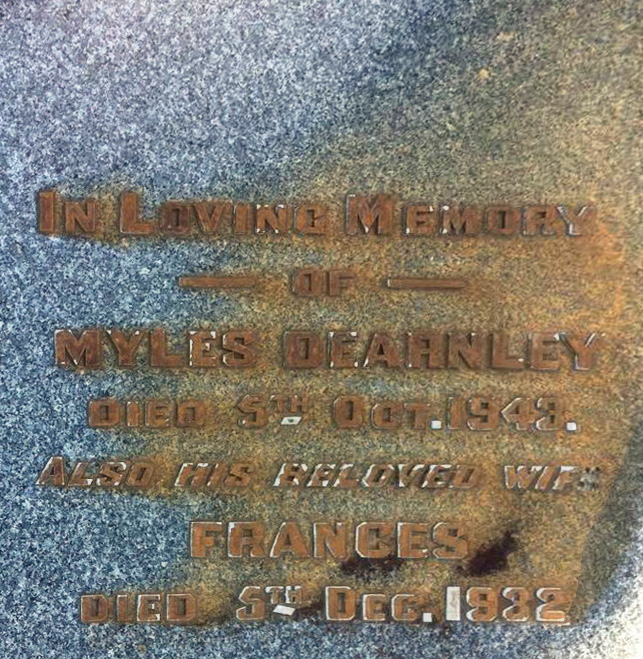 IN LOVING MEMORY
OF
MYLES DEARNLEY
DIED 5TH OCT. 1943.
ALSO HIS BELOVED WIFE
FRANCES
DIED 5TH DEC. 1932